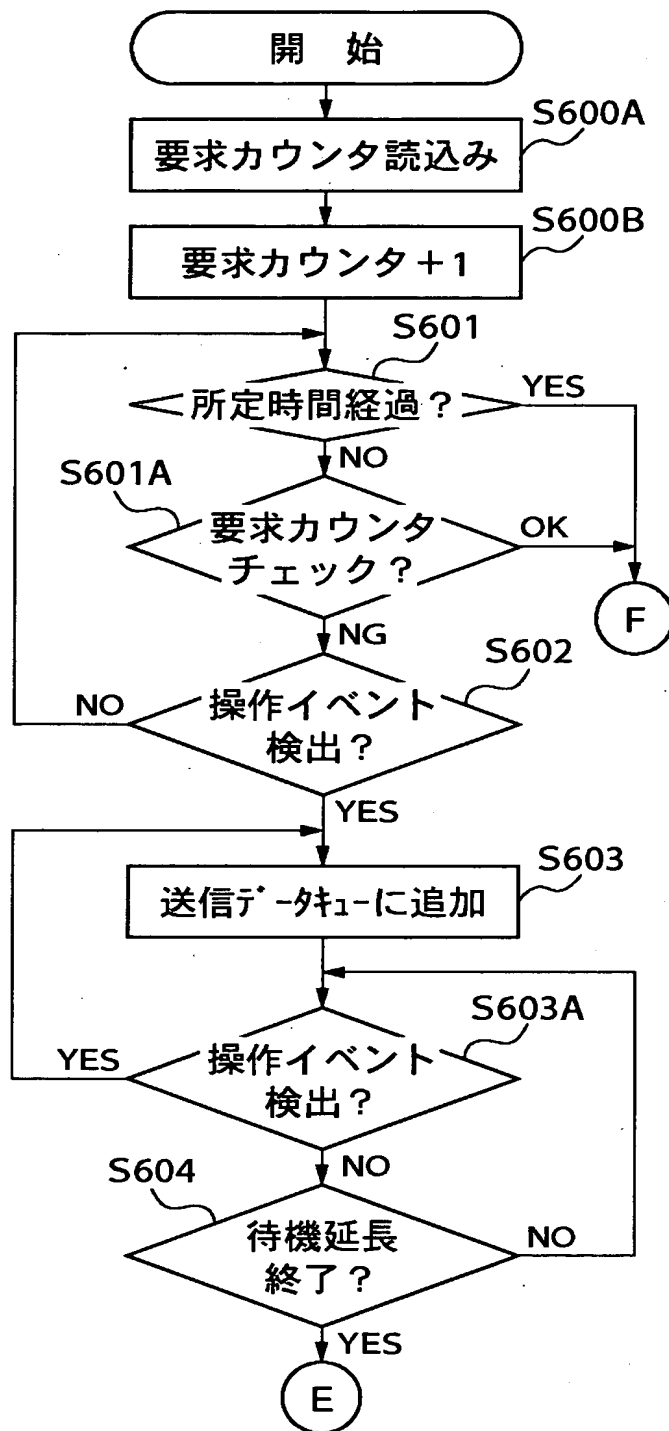 開 始
S600A
要求カウンタ読込み
S600B
要求カウンタ+1
S601
所定時間経過?
YES
NO
S601A
要求カウンタ
チェック?
OK
F
NG
S602
操作イベント
検出?
NO
YES
S603
送信データキューに追加
S603A
操作イベント
検出?
YES
NO
S604
待機延長
終了?
NO
YES
E